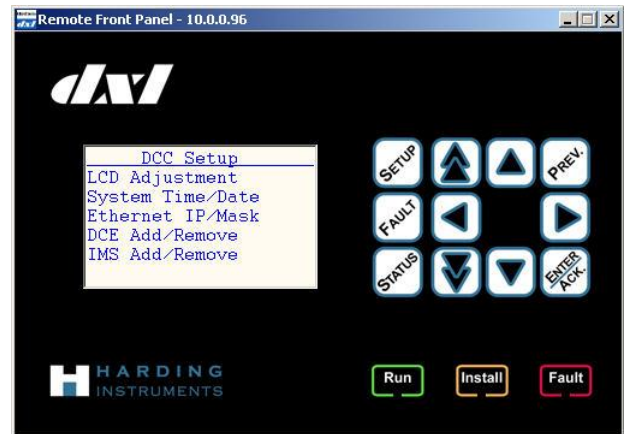 Remote Front Panel - 10.0.0.96
dxl
DCC Setup
LCD Adjustment
System Time/Date
Ethernet IP/Mask
DCE Add/Remove
IMS Add/Remove
SETUP
PREV.
FAULT
STATUS
ENTER
ACK.
HARDING
INSTRUMENTS
Run
Install
Fault